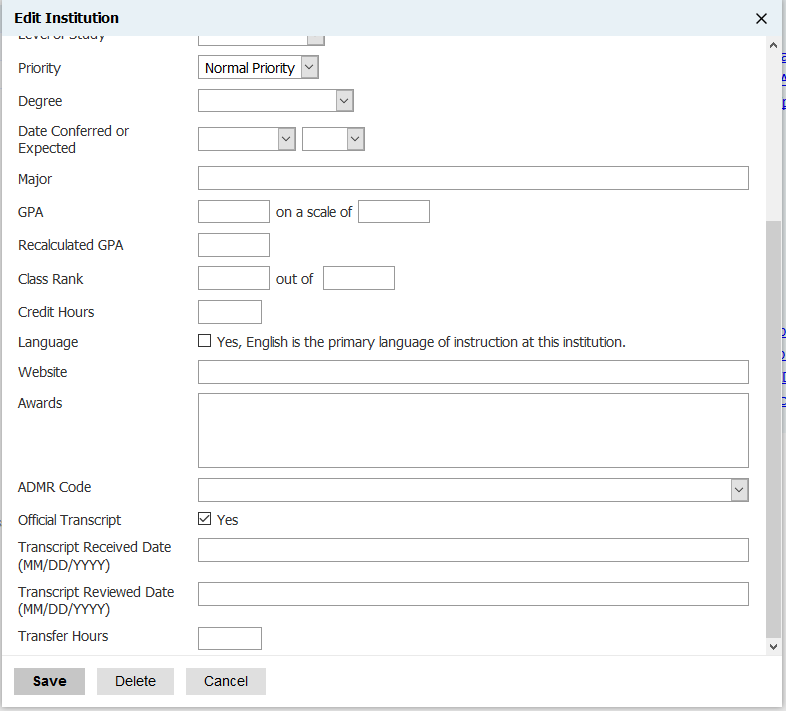 Edit Institution
Level of Study
Priority Normal Priority
Degree
Date Conferred or
Expected
Major
GPA on a scale of
Recalculated GPA
Class Rank out of
Credit Hours
Language Yes, English is the primary language of instruction at this institution.
Website
Awards
ADMR Code
Official Transcript Yes
Transcript Received Date
(MM/DD/YYYY)
Transcript Reviewed Date
(MM/DD/YYYY)
Transfer Hours
Save Delete Cancel